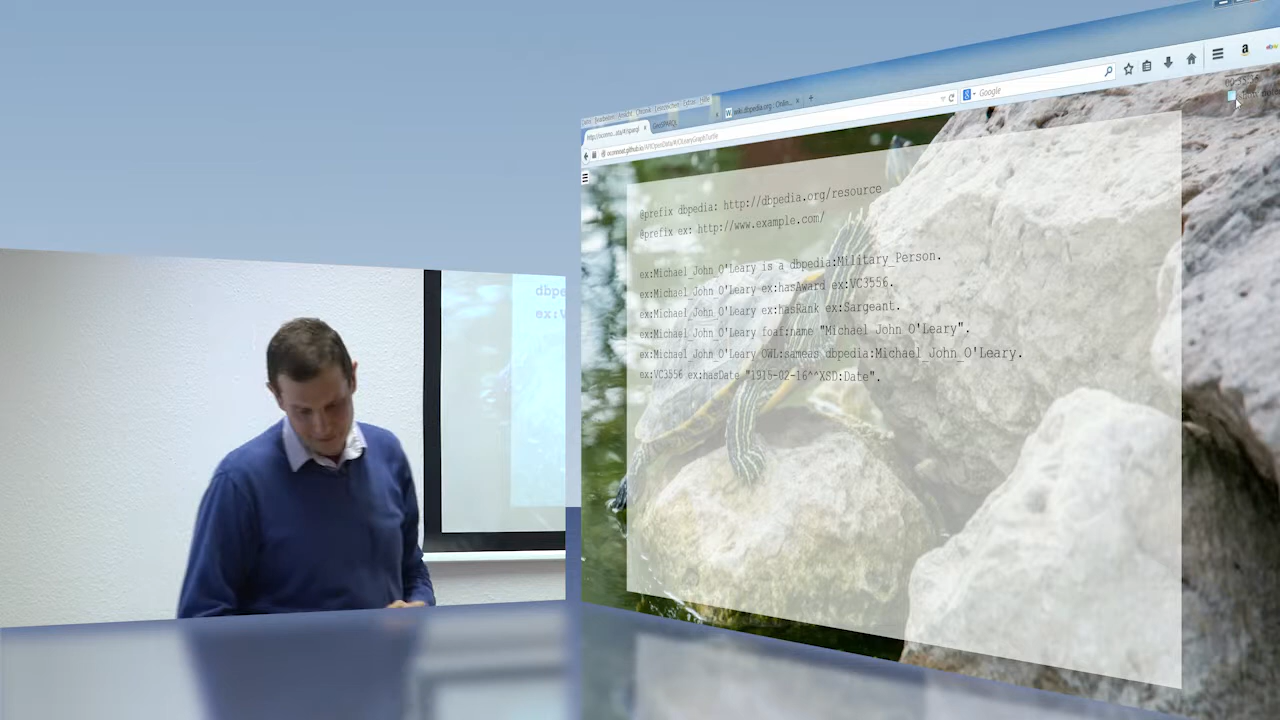 Google
@prefix dbpedia: http://dbpedia.org/resource
@prefix ex: http://www.example.com/
ex:Michael_John_O'Leary is a dbpedia:Military_Person.
ex:Michael_John_O'Leary ex:hasAward ex:VC3556.
ex:Michael_John_O'Leary ex:hasRank ex:Sargeant.
ex:Michael_John_O'Leary foaf:name "Michael John O'Leary".
ex:Michael_John_O'Leary OWL:sameas dbpedia:Michael_John_O'Leary.
ex:VC3556 ex:hasDate "1915-02-16^^XSD:Date".
dbpe
ex:V